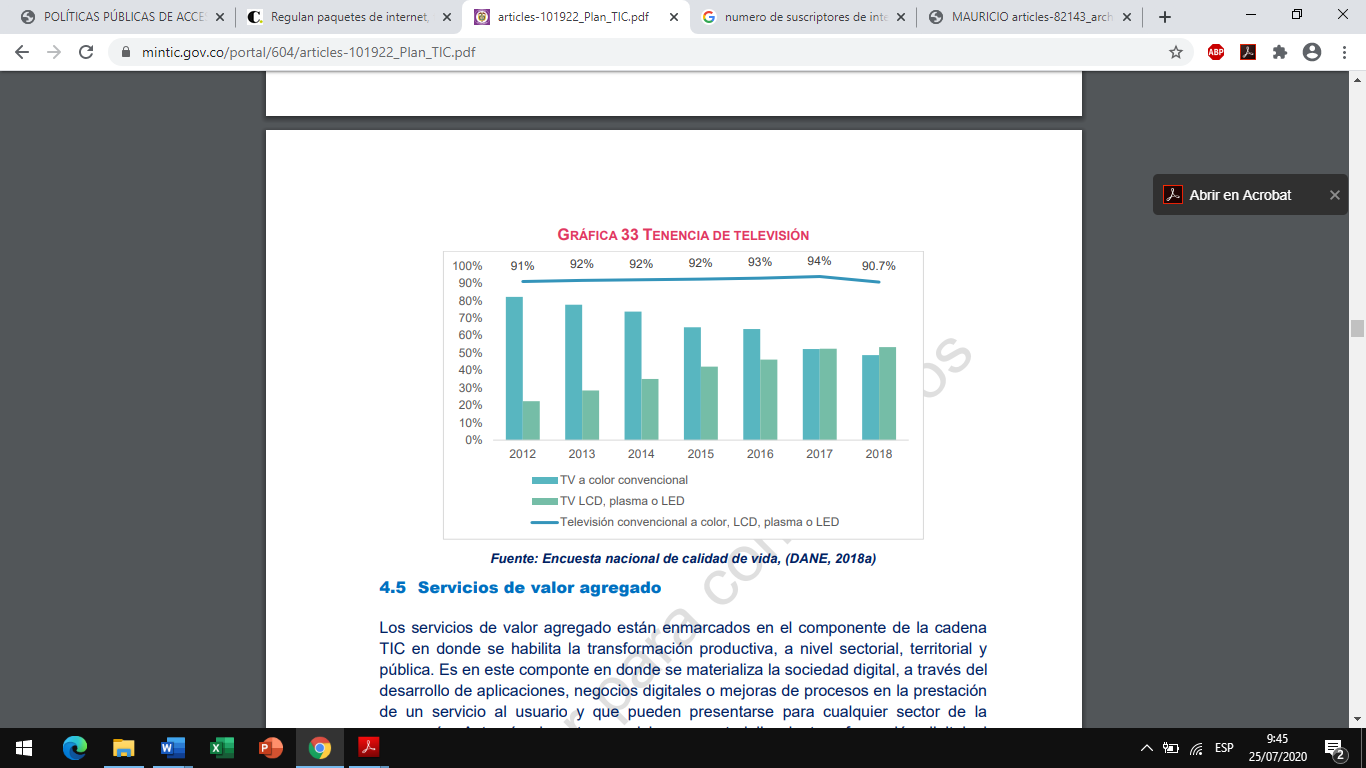 POLÍTICAS PÚBLICAS DE ACCE
Regulan paquetes de internet,
articles-101922_Plan_TIC.pdf
numero de suscriptores de inte
MAURICIO articles-82143_arch
mintic.gov.co/portal/604/articles-101922_Plan_TIC.pdf
ABP
Abrir en Acrobat
GRÁFICA 33 TENENCIA DE TELEVISIÓN
91% 92% 92% 92% 93% 94% 90.7%
100%
90%
80%
70%
60%
50%
40%
30%
20%
10%
0%
2012 2013 2014 2015 2016 2017 2018
TV a color convencional
TV LCD, plasma o LED
Televisión convencional a color, LCD, plasma o LED
Fuente: Encuesta nacional de calidad de vida, (DANE, 2018a)
4.5 Servicios de valor agregado
Los servicios de valor agregado están enmarcados en el componente de la cadena
TIC en donde se habilita la transformación productiva, a nivel sectorial, territorial y
pública. Es en este componte en donde se materializa la sociedad digital, a través del
desarrollo de aplicaciones, negocios digitales o mejoras de procesos en la prestación
de un servicio al usuario y que pueden presentarse para cualquier sector de la
para
ESP
9:45
25/07/2020
2